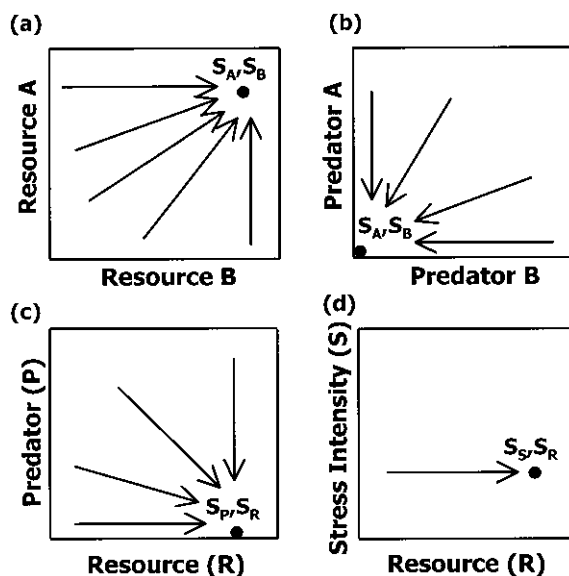 (a)
S_A,S_B
Resource A
Resource B
(b)
S_A,S_B
Predator A
Predator B
(c)
S_P,S_R
Predator (P)
Resource (R)
(d)
S_S,S_R
Stress Intensity (S)
Resource (R)